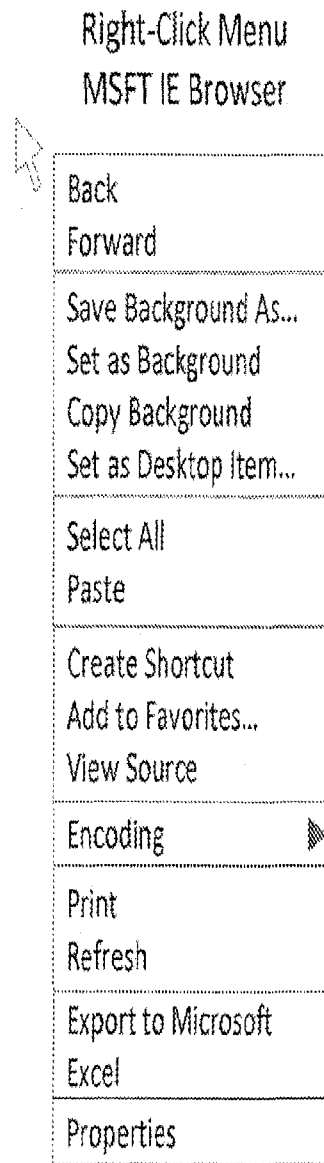 Right-Click Menu
MSFT IE Browser
Back
Forward
Save Background As...
Set as Background
Copy Background
Set as Desktop Item...
Select All
Paste
Create Shortcut
Add to Favorites...
View Source
Encoding
Print
Refresh
Export to Microsoft
Excel
Properties